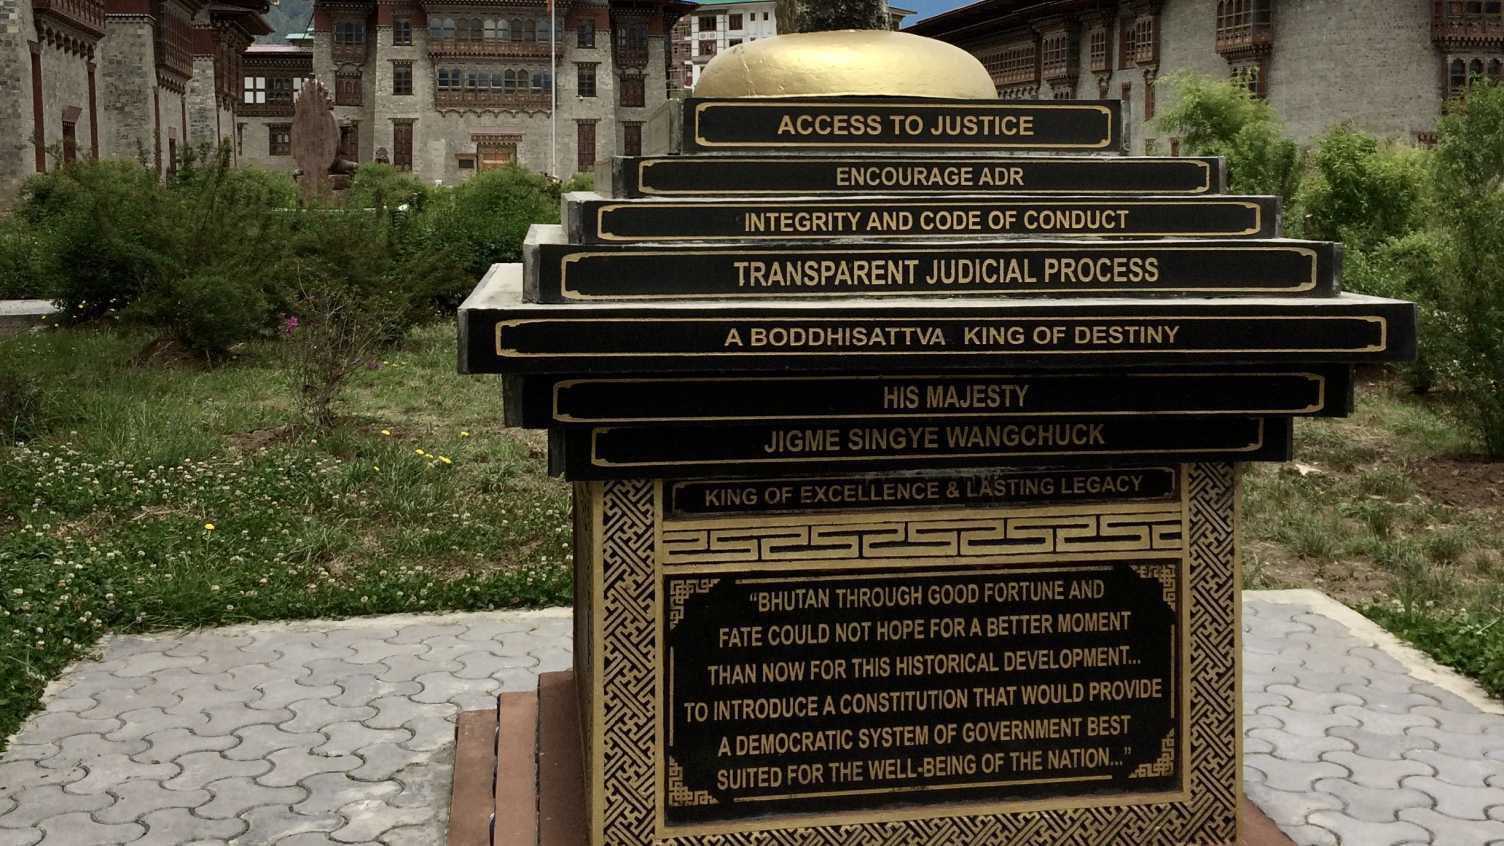 ACCESS TO JUSTICE
ENCOURAGE ADR
INTEGRITY AND CODE OF CONDUCT
TRANSPARENT JUDICIAL PROCESS
A BODDHISATTVA KING OF DESTINY
HIS MAJESTY
JIGME SINGYE WANGCHUCK
KING OF EXCELLENCE & LASTING LEGACY
“BHUTAN THROUGH GOOD FORTUNE AND
FATE COULD NOT HOPE FOR A BETTER MOMENT
THAN NOW FOR THIS HISTORICAL DEVELOPMENT...
TO INTRODUCE A CONSTITUTION THAT WOULD PROVIDE
A DEMOCRATIC SYSTEM OF GOVERNMENT BEST
SUITED FOR THE WELL-BEING OF THE NATION...”